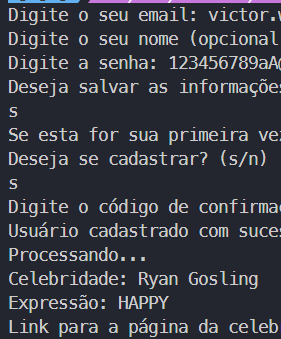 Digite o seu email: victor.
Digite o seu nome (opcional
Digite a senha: 123456789aA
Deseja salvar as informaçõe
s
Se esta for sua primeira ve
Deseja se cadastrar? (s/n)
s
Digite o código de confirma
Usuário cadastrado com suce
Processando...
Celebridade: Ryan Gosling
Expressão: HAPPY
Link para a página da celeb